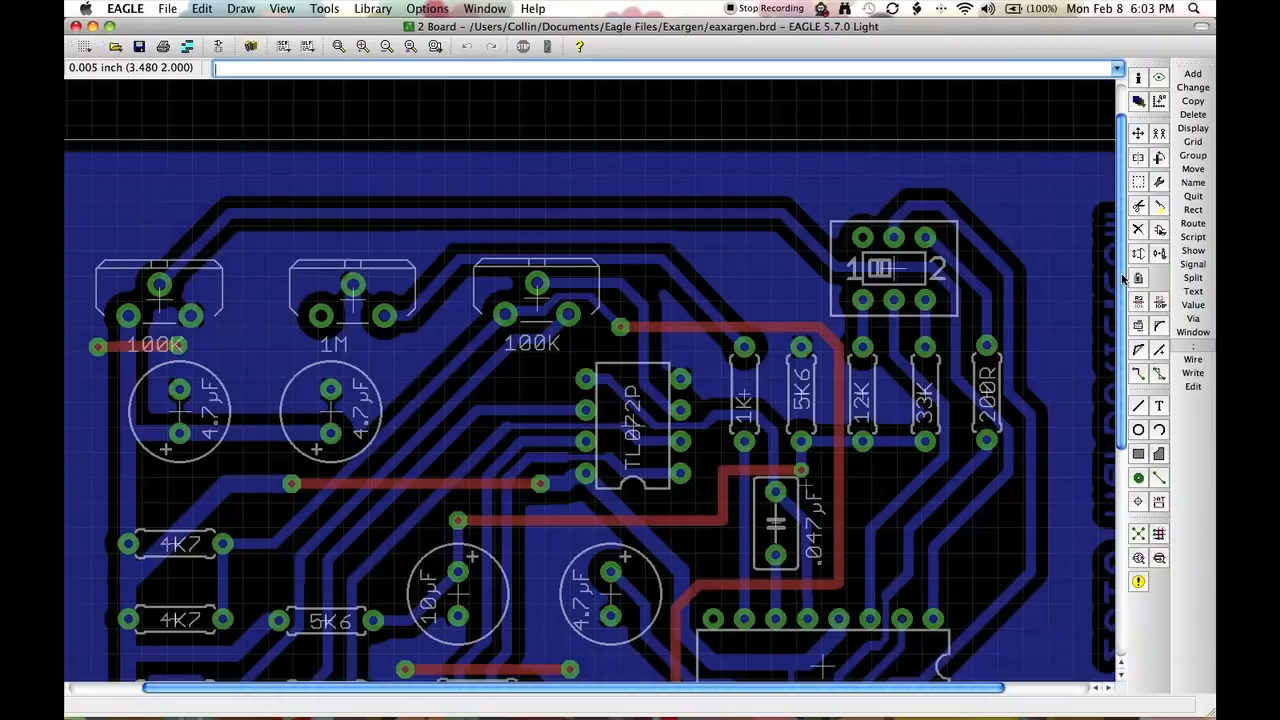 EAGLE File Edit Draw View Tools Library Options Window Help Stop Recording (100%) Mon Feb 8 6:03 PM
2 Board - /Users/Collin/Documents/Eagle Files/Exargen/eaxargen.brd - EAGLE 5.7.0 Light
0.005 inch (3.480 2.000)
Add
Change
Copy
Delete
Display
Grid
Group
Move
Name
Quit
Rect
Route
Script
Show
Signal
Split
Text
Value
Via
Window
;
Wire
Write
Edit
1 2
100K 1M 100K
4.7µF 4.7µF TL072P 1K+ 5K6 12K 33K 200R
.047µF
4K7
10µF 4.7µF
4K7 5K6